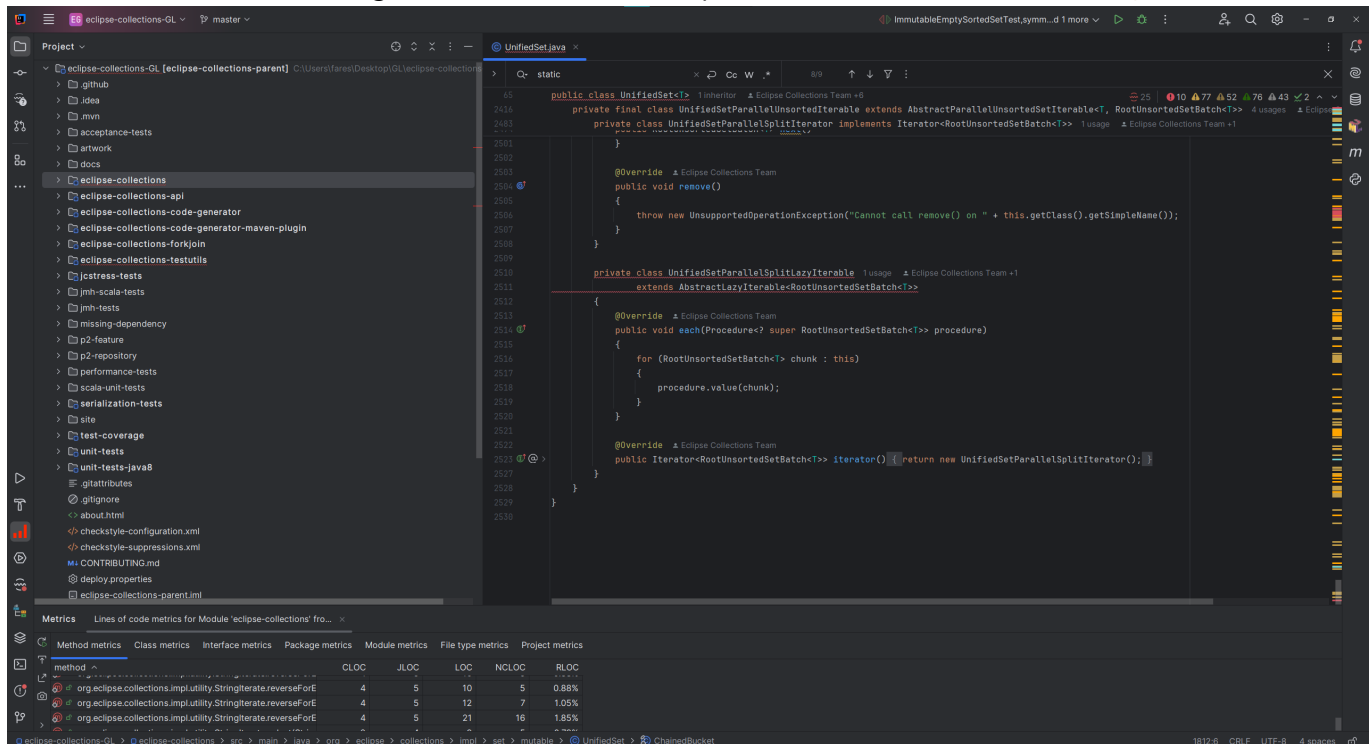 EG eclipse-collections-GL master ImmutableEmptySortedSetTest,symm...d 1 more
Project
eclipse-collections-GL [eclipse-collections-parent] C:\Users\fares\Desktop\GL\eclipse-collections
.github
.idea
.mvn
acceptance-tests
artwork
docs
eclipse-collections
eclipse-collections-api
eclipse-collections-code-generator
eclipse-collections-code-generator-maven-plugin
eclipse-collections-forkjoin
eclipse-collections-testutils
jcstress-tests
jmh-scala-tests
jmh-tests
missing-dependency
p2-feature
p2-repository
performance-tests
scala-unit-tests
serialization-tests
site
test-coverage
unit-tests
unit-tests-java8
.gitattributes
.gitignore
about.html
checkstyle-configuration.xml
checkstyle-suppressions.xml
M↓ CONTRIBUTING.md
deploy.properties
eclipse-collections-parent.iml
UnifiedSet.java
static Cc W .* 8/9
65 public class UnifiedSet<T> 1 inheritor Eclipse Collections Team +6 25 10 77 52 76 43 2
2416 private final class UnifiedSetParallelUnsortedIterable extends AbstractParallelUnsortedSetIterable<T, RootUnsortedSetBatch<T>> 4 usages Eclipse
2483 private class UnifiedSetParallelSplitIterator implements Iterator<RootUnsortedSetBatch<T>> 1 usage Eclipse Collections Team +1
2501 }
2502
2503 @Override Eclipse Collections Team
2504 public void remove()
2505 {
2506 throw new UnsupportedOperationException("Cannot call remove() on " + this.getClass().getSimpleName());
2507 }
2508 }
2509
2510 private class UnifiedSetParallelSplitLazyIterable 1 usage Eclipse Collections Team +1
2511 extends AbstractLazyIterable<RootUnsortedSetBatch<T>>
2512 {
2513 @Override Eclipse Collections Team
2514 public void each(Procedure<? super RootUnsortedSetBatch<T>> procedure)
2515 {
2516 for (RootUnsortedSetBatch<T> chunk : this)
2517 {
2518 procedure.value(chunk);
2519 }
2520 }
2521
2522 @Override Eclipse Collections Team
2523 public Iterator<RootUnsortedSetBatch<T>> iterator() { return new UnifiedSetParallelSplitIterator(); }
2527 }
2528 }
2529 }
2530
Metrics Lines of code metrics for Module 'eclipse-collections' fro...
Method metrics Class metrics Interface metrics Package metrics Module metrics File type metrics Project metrics
method CLOC JLOC LOC NCLOC RLOC
org.eclipse.collections.impl.utility.StringIterate.reverseForE 4 5 10 5 0.88%
org.eclipse.collections.impl.utility.StringIterate.reverseForE 4 5 12 7 1.05%
org.eclipse.collections.impl.utility.StringIterate.reverseForE 4 5 21 16 1.85%
eclipse-collections-GL > eclipse-collections > src > main > java > org > eclipse > collections > impl > set > mutable > UnifiedSet > ChainedBucket 1812:6 CRLF UTF-8 4 spaces